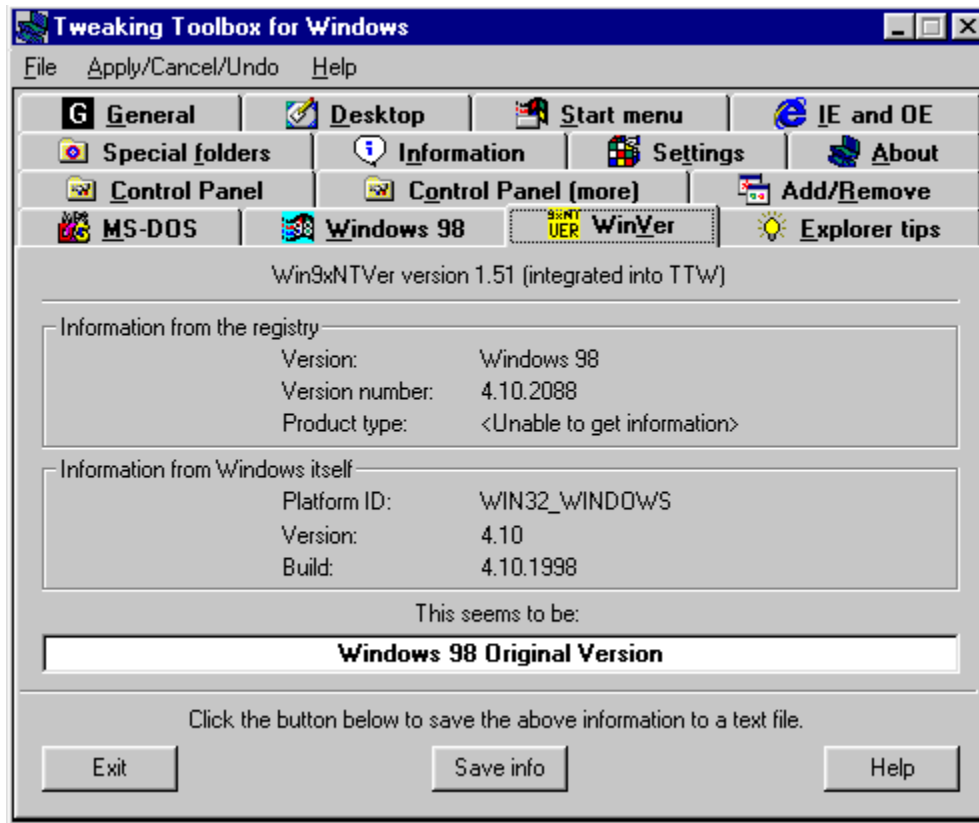 Tweaking Toolbox for Windows
File Apply/Cancel/Undo Help
G General Desktop Start menu IE and OE
Special folders Information Settings About
Control Panel Control Panel (more) Add/Remove
MS-DOS Windows 98 9xNT VER WinVer Explorer tips
Win9xNTVer version 1.51 (integrated into TTW)
Information from the registry
Version: Windows 98
Version number: 4.10.2088
Product type: <Unable to get information>
Information from Windows itself
Platform ID: WIN32_WINDOWS
Version: 4.10
Build: 4.10.1998
This seems to be:
Windows 98 Original Version
Click the button below to save the above information to a text file.
Exit Save info Help